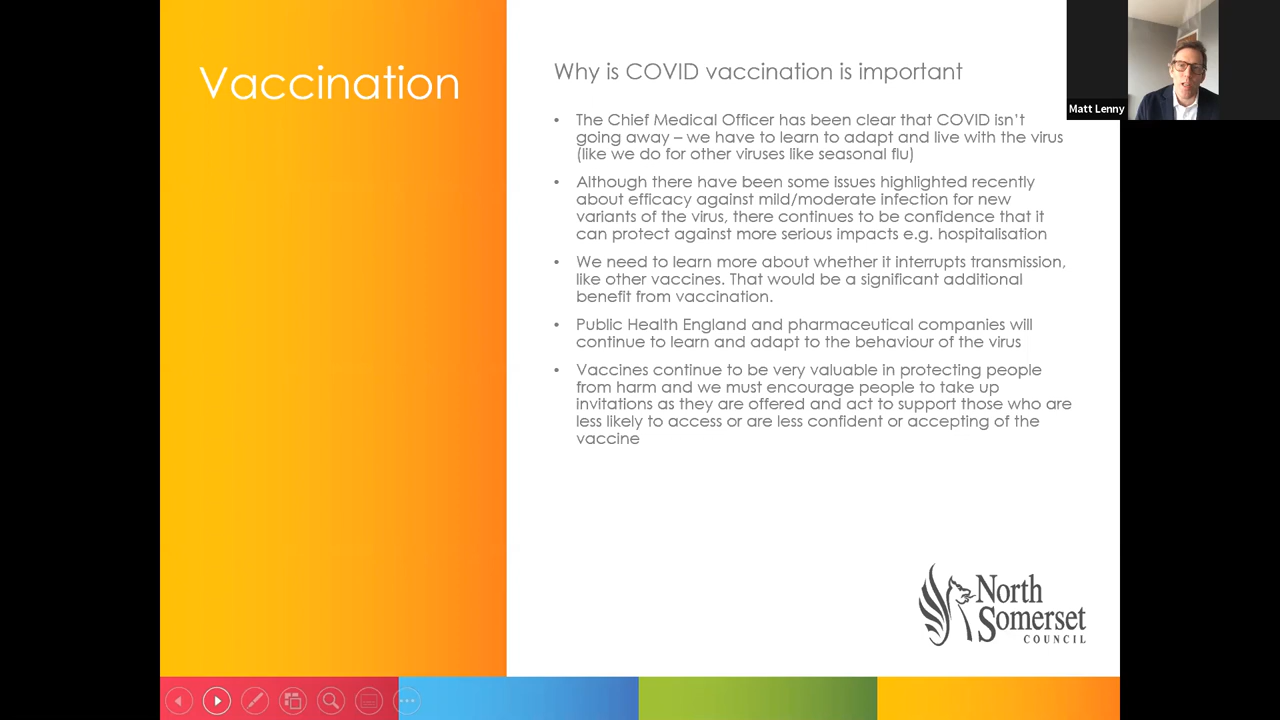 Vaccination
Why is COVID vaccination is important
• The Chief Medical Officer has been clear that COVID isn't
going away – we have to learn to adapt and live with the virus
(like we do for other viruses like seasonal flu)
• Although there have been some issues highlighted recently
about efficacy against mild/moderate infection for new
variants of the virus, there continues to be confidence that it
can protect against more serious impacts e.g. hospitalisation
• We need to learn more about whether it interrupts transmission,
like other vaccines. That would be a significant additional
benefit from vaccination.
• Public Health England and pharmaceutical companies will
continue to learn and adapt to the behaviour of the virus
• Vaccines continue to be very valuable in protecting people
from harm and we must encourage people to take up
invitations as they are offered and act to support those who are
less likely to access or are less confident or accepting of the
vaccine
Matt Lenny
North
Somerset
COUNCIL